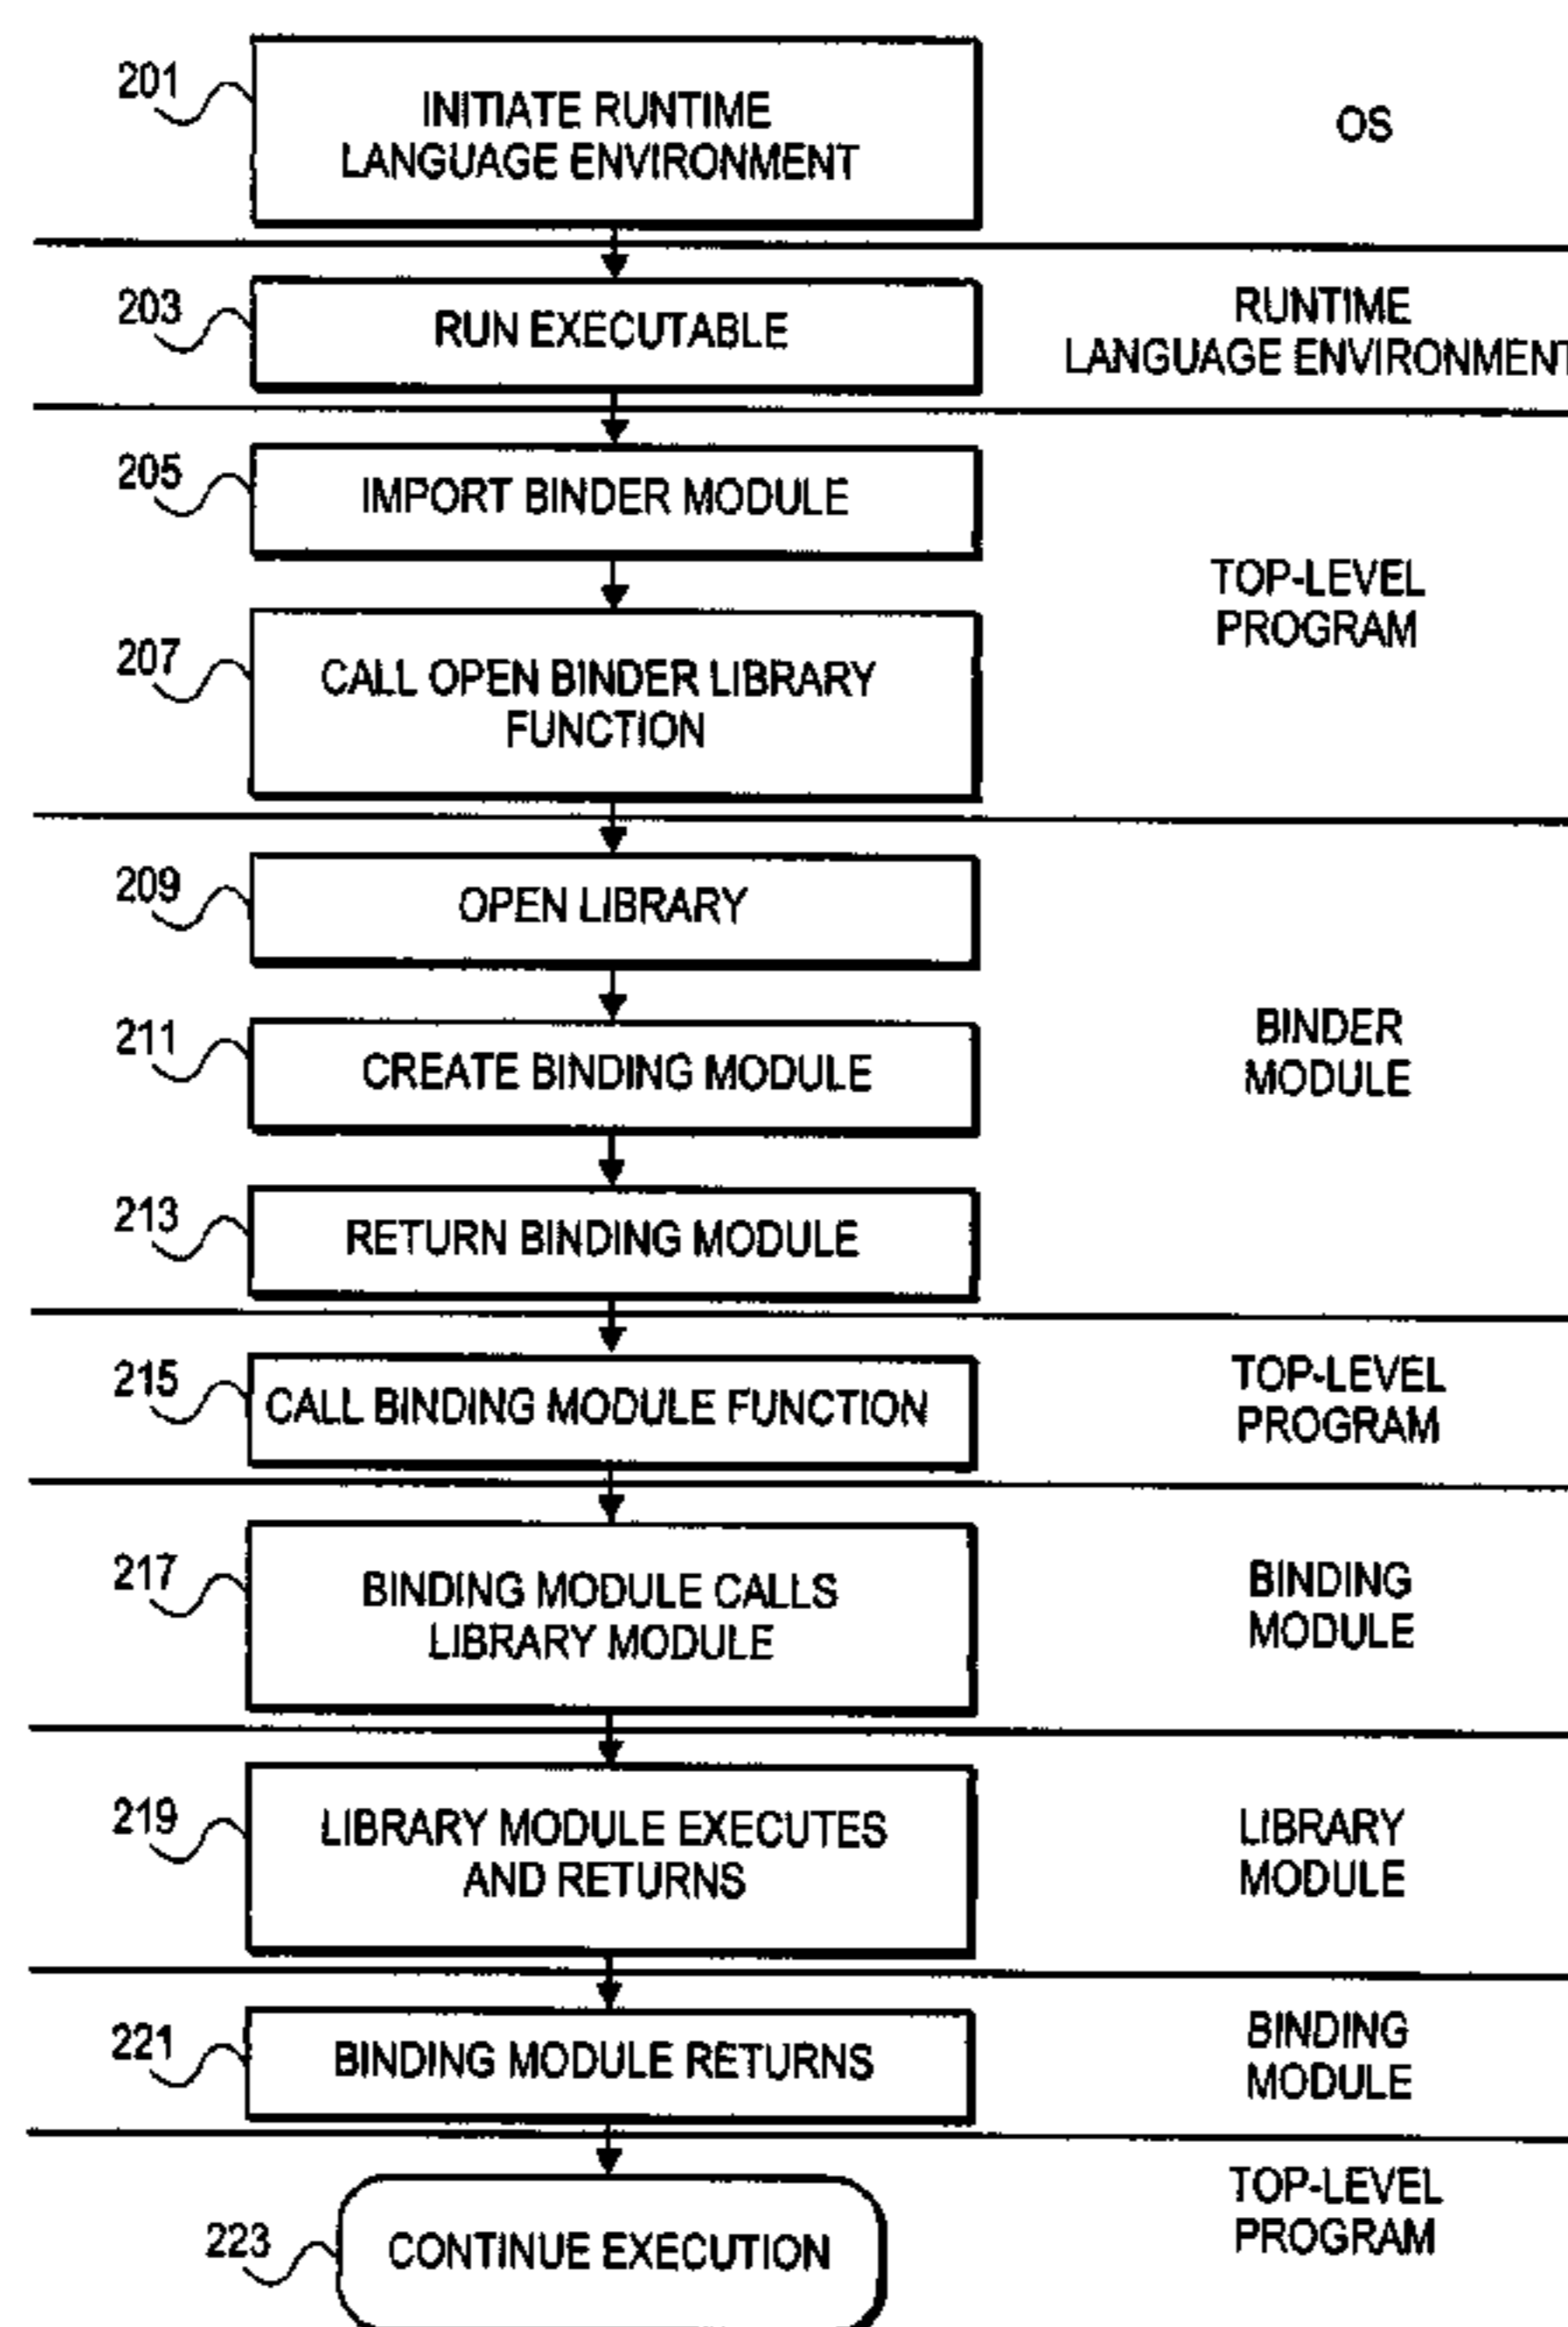 201
INITIATE RUNTIME
LANGUAGE ENVIRONMENT
OS
203
RUN EXECUTABLE
RUNTIME
LANGUAGE ENVIRONMENT
205
IMPORT BINDER MODULE
TOP-LEVEL
PROGRAM
207
CALL OPEN BINDER LIBRARY
FUNCTION
209
OPEN LIBRARY
211
CREATE BINDING MODULE
BINDER
MODULE
213
RETURN BINDING MODULE
215
CALL BINDING MODULE FUNCTION
TOP-LEVEL
PROGRAM
217
BINDING MODULE CALLS
LIBRARY MODULE
BINDING
MODULE
219
LIBRARY MODULE EXECUTES
AND RETURNS
LIBRARY
MODULE
221
BINDING MODULE RETURNS
BINDING
MODULE
223
CONTINUE EXECUTION
TOP-LEVEL
PROGRAM